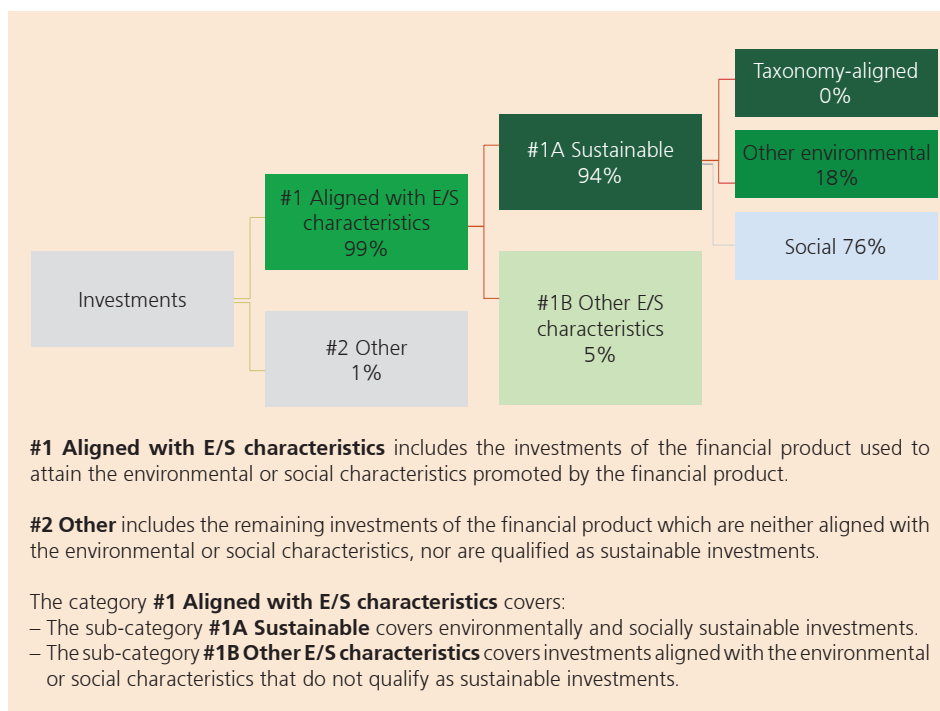 Taxonomy-aligned
0%
#1A Sustainable
94%
Other environmental
18%
#1 Aligned with E/S
characteristics
99%
Social 76%
Investments
#1B Other E/S
characteristics
5%
#2 Other
1%
#1 Aligned with E/S characteristics includes the investments of the financial product used to
attain the environmental or social characteristics promoted by the financial product.
#2 Other includes the remaining investments of the financial product which are neither aligned with
the environmental or social characteristics, nor are qualified as sustainable investments.
The category #1 Aligned with E/S characteristics covers:
– The sub-category #1A Sustainable covers environmentally and socially sustainable investments.
– The sub-category #1B Other E/S characteristics covers investments aligned with the environmental
or social characteristics that do not qualify as sustainable investments.